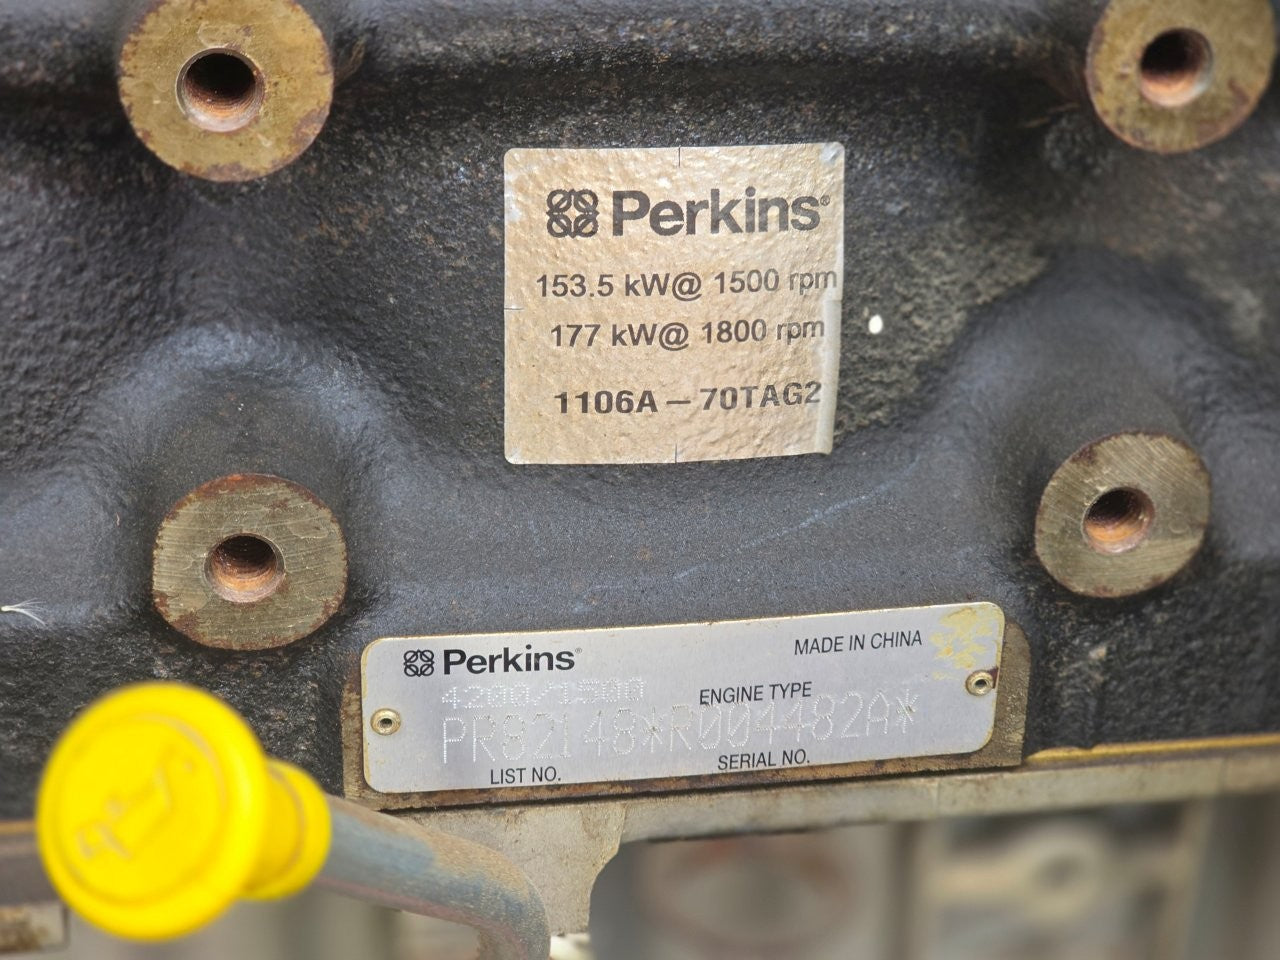 Perkins®
153.5 kW@ 1500 rpm
177 kW@ 1800 rpm
1106A – 70TAG2
Perkins®
MADE IN CHINA
4200/1500
ENGINE TYPE
PR82148*R004482A*
LIST NO.
SERIAL NO.